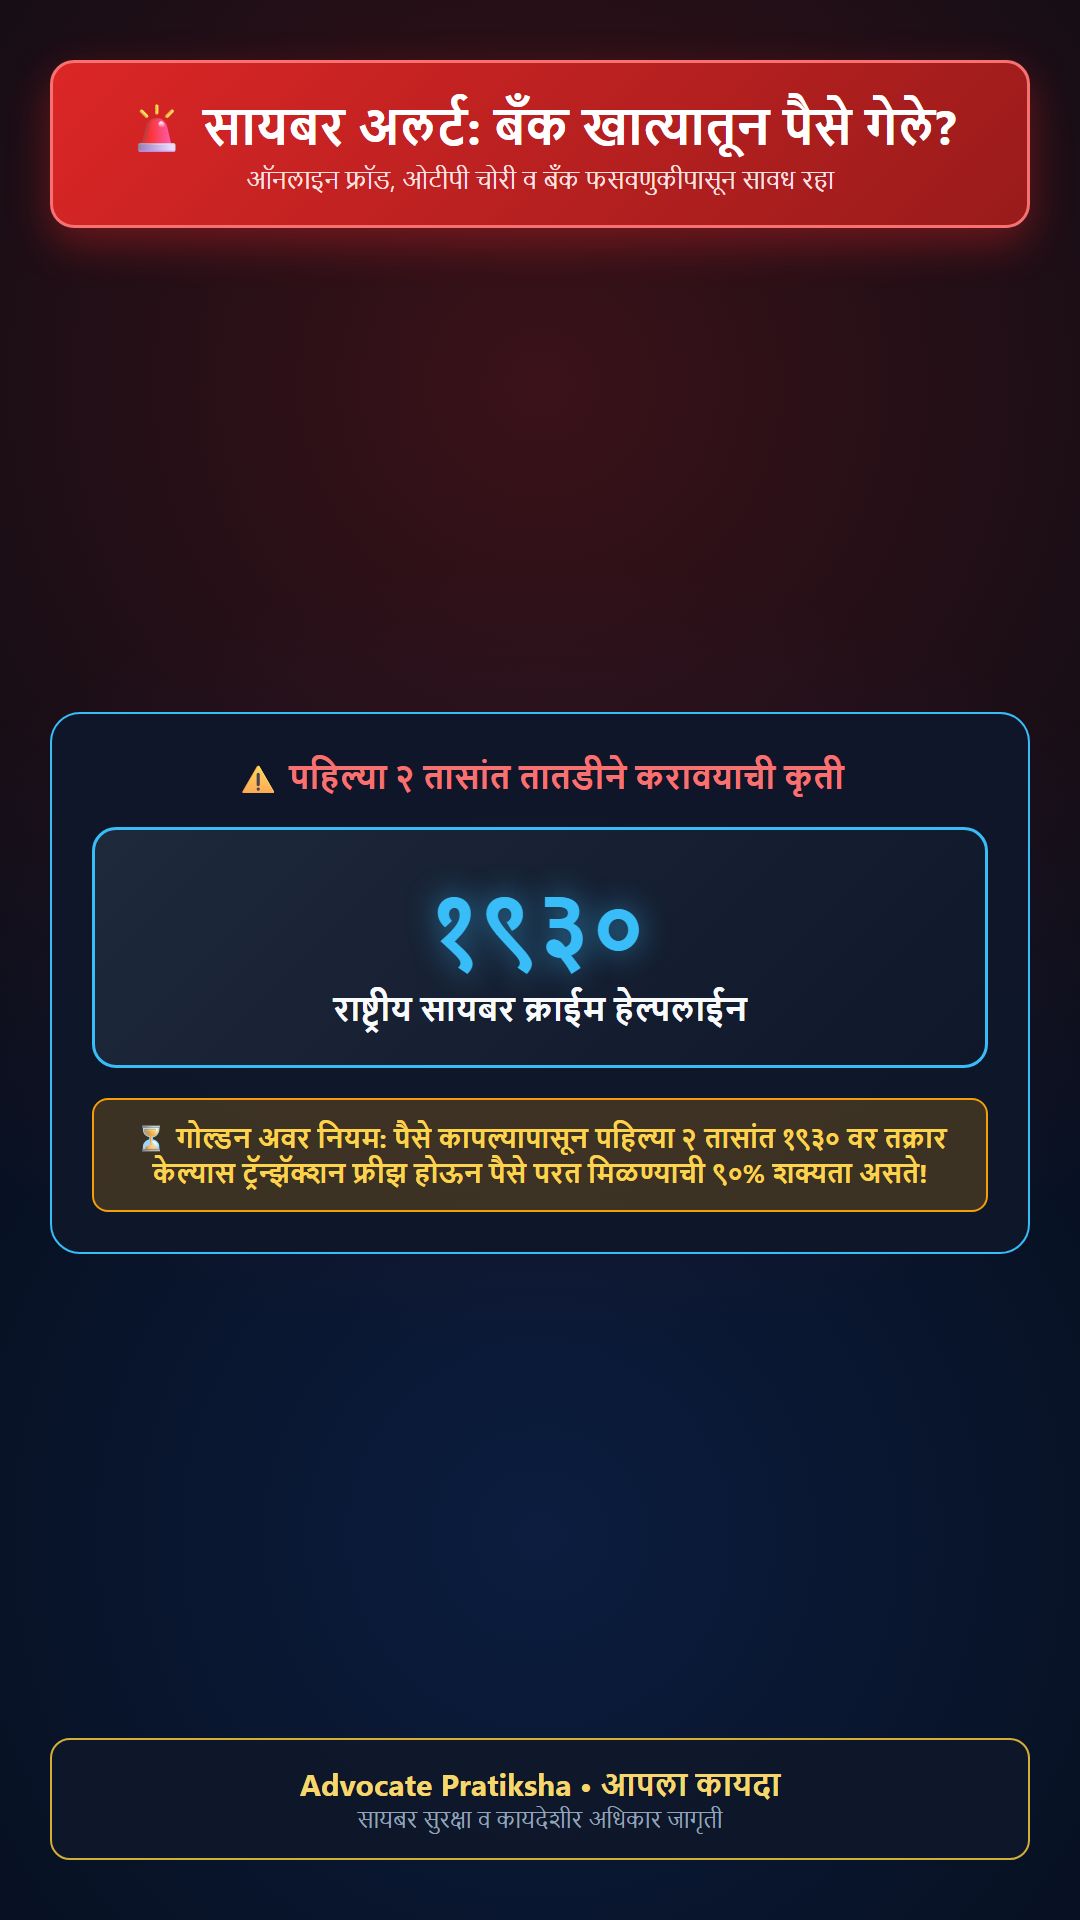 🚨 सायबर अलर्ट: बँक खात्यातून पैसे गेले?
ऑनलाइन फ्रॉड, ओटीपी चोरी व बँक फसवणुकीपासून सावध रहा
⚠️ पहिल्या २ तासांत तातडीने करावयाची कृती
१९३०
राष्ट्रीय सायबर क्राईम हेल्पलाईन
⏳ गोल्डन अवर नियम: पैसे कापल्यापासून पहिल्या २ तासांत १९३० वर तक्रार
केल्यास ट्रॅन्झॅक्शन फ्रीझ होऊन पैसे परत मिळण्याची ९०% शक्यता असते!
Advocate Pratiksha • आपला कायदा
सायबर सुरक्षा व कायदेशीर अधिकार जागृती